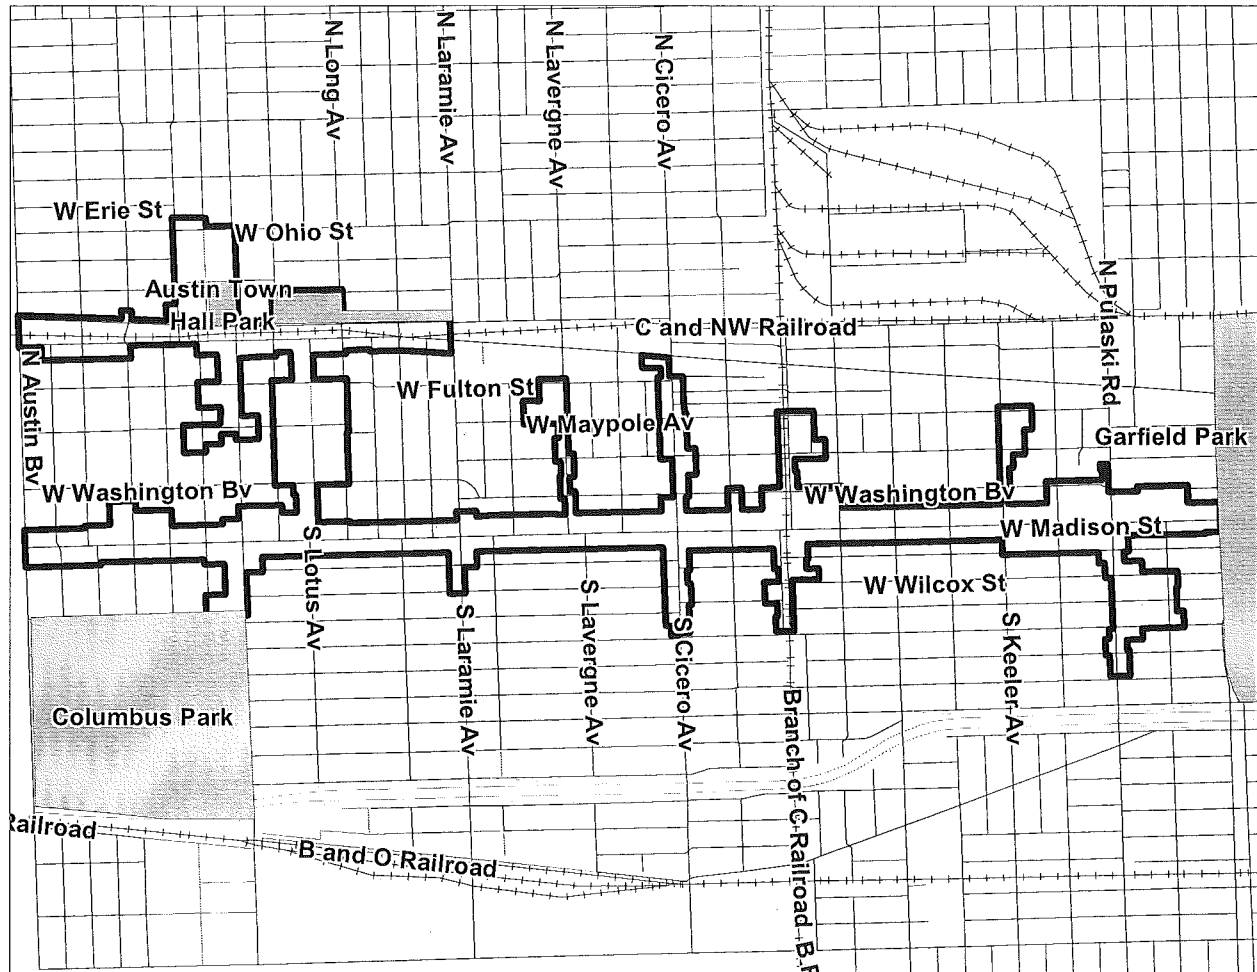 N Long Av
N Laramie Av
N Lavergne Av
N Cicero Av
W Erie St
W Ohio St
Austin Town
Hall Park
C and NW Railroad
N Pulaski Rd
N Austin Bv
W Fulton St
W Maypole Av
Garfield Park
W Washington Bv
W Washington Bv
W Madison St
S Lotus Av
W Wilcox St
S Laramie Av
S Lavergne Av
S Cicero Av
S Keeler Av
Columbus Park
Branch of C Railroad B
Railroad
B and O Railroad